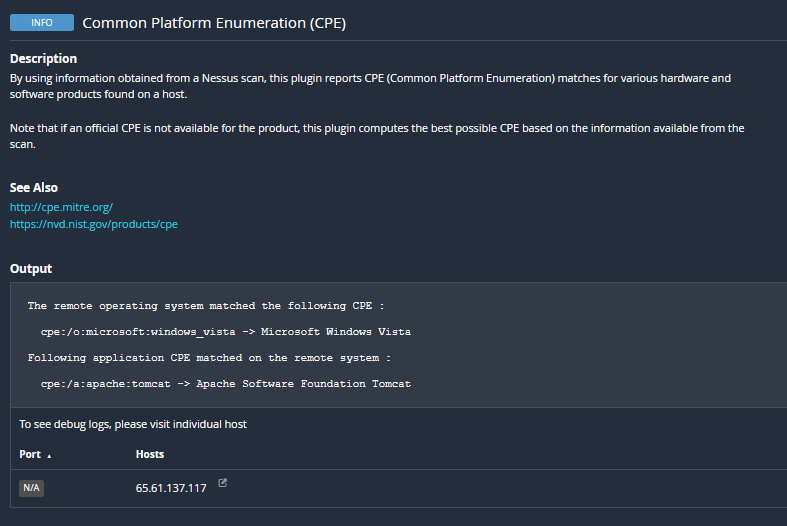 INFO Common Platform Enumeration (CPE)
Description
By using information obtained from a Nessus scan, this plugin reports CPE (Common Platform Enumeration) matches for various hardware and
software products found on a host.
Note that if an official CPE is not available for the product, this plugin computes the best possible CPE based on the information available from the
scan.
See Also
http://cpe.mitre.org/
https://nvd.nist.gov/products/cpe
Output
The remote operating system matched the following CPE :
cpe:/o:microsoft:windows_vista -> Microsoft Windows Vista
Following application CPE matched on the remote system :
cpe:/a:apache:tomcat -> Apache Software Foundation Tomcat
To see debug logs, please visit individual host
Port ▲ Hosts
N/A 65.61.137.117